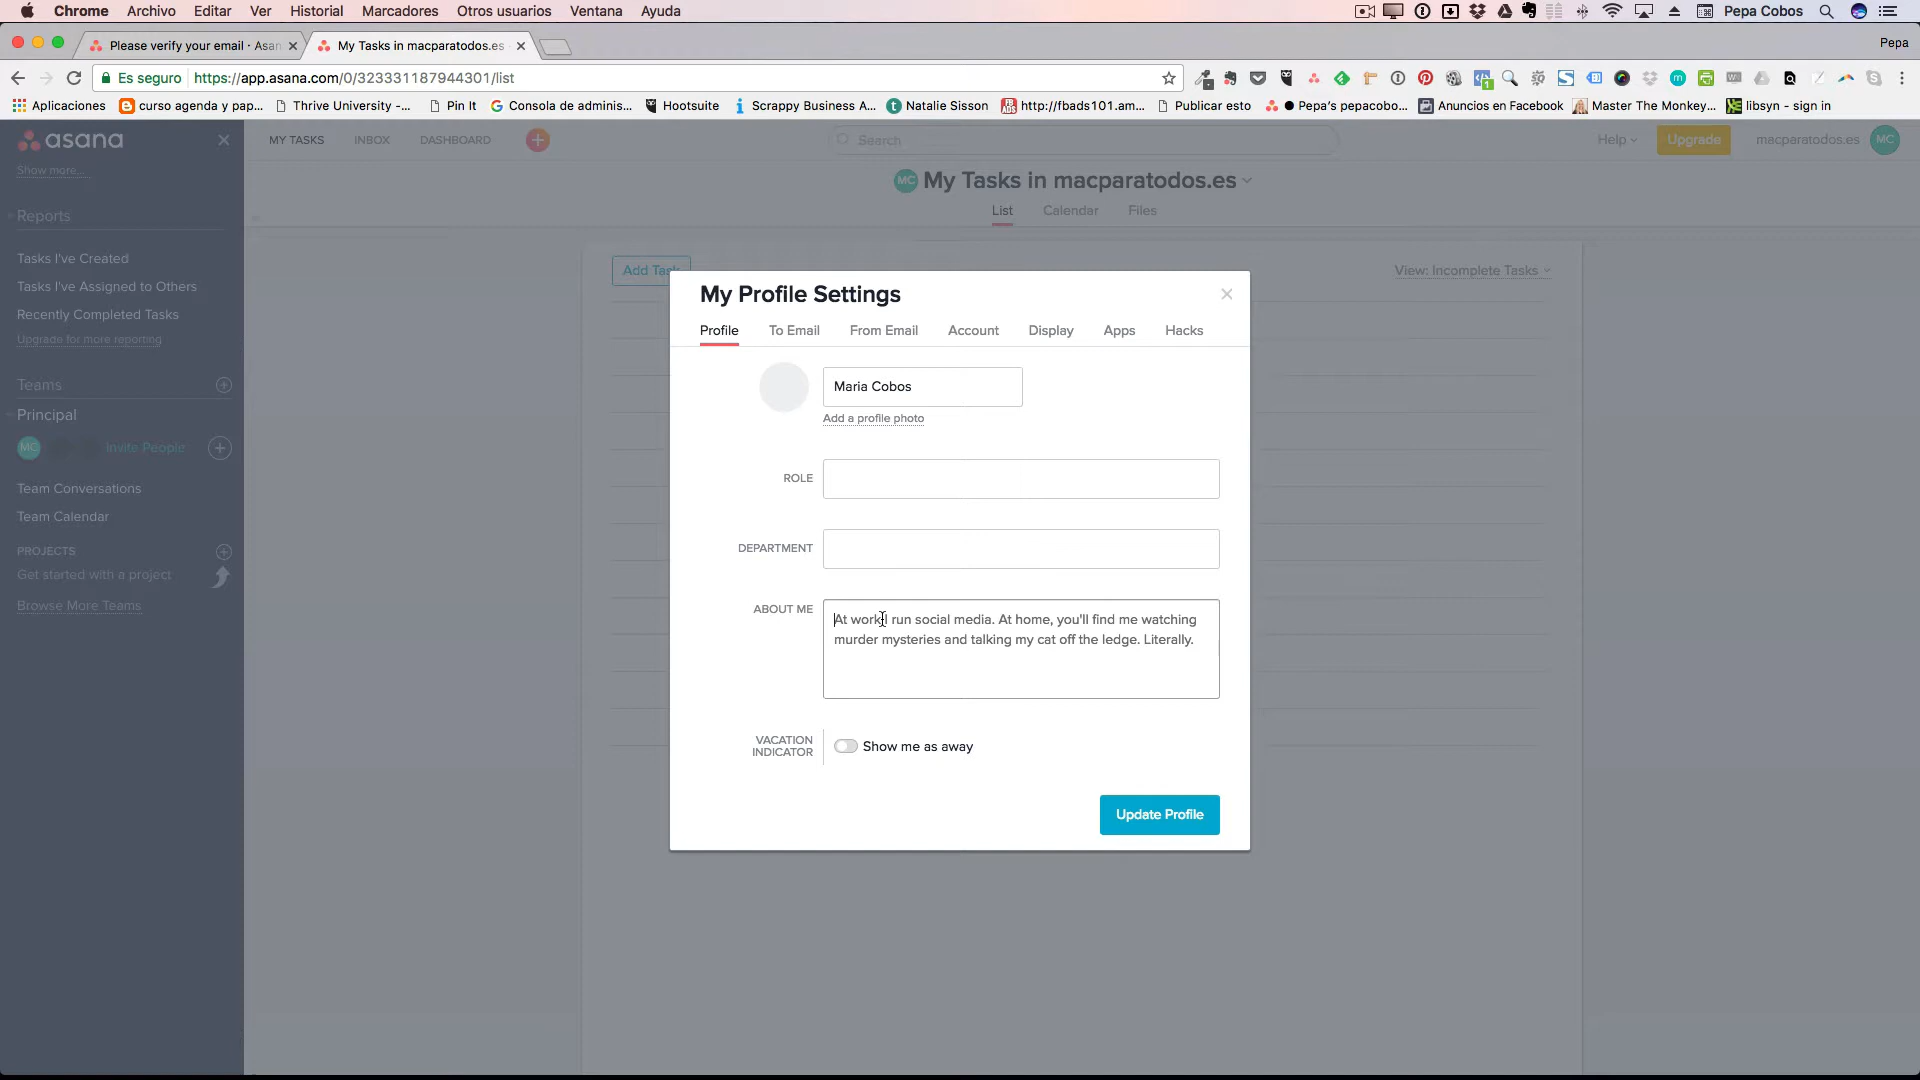 Chrome Archivo Editar Ver Historial Marcadores Otros usuarios Ventana Ayuda Pepa Cobos
Please verify your email · Asan My Tasks in macparatodos.es Pepa
Es seguro https://app.asana.com/0/323331187944301/list
Aplicaciones curso agenda y pap... Thrive University -... Pin It Consola de adminis... Hootsuite Scrappy Business A... Natalie Sisson http://fbads101.am... Publicar esto Pepa's pepacobo... Anuncios en Facebook Master The Monkey... libsyn - sign in
asana MY TASKS INBOX DASHBOARD Search Help Upgrade macparatodos.es MC
Show more...
MC My Tasks in macparatodos.es
List Calendar Files
Reports
Tasks I've Created
Tasks I've Assigned to Others
Recently Completed Tasks
Upgrade for more reporting
Teams
Principal
MC Invite People
Team Conversations
Team Calendar
PROJECTS
Get started with a project
Browse More Teams
Add Task View: Incomplete Tasks
My Profile Settings
Profile To Email From Email Account Display Apps Hacks
Maria Cobos
Add a profile photo
ROLE
DEPARTMENT
ABOUT ME
At work I run social media. At home, you'll find me watching
murder mysteries and talking my cat off the ledge. Literally.
VACATION
INDICATOR
Show me as away
Update Profile